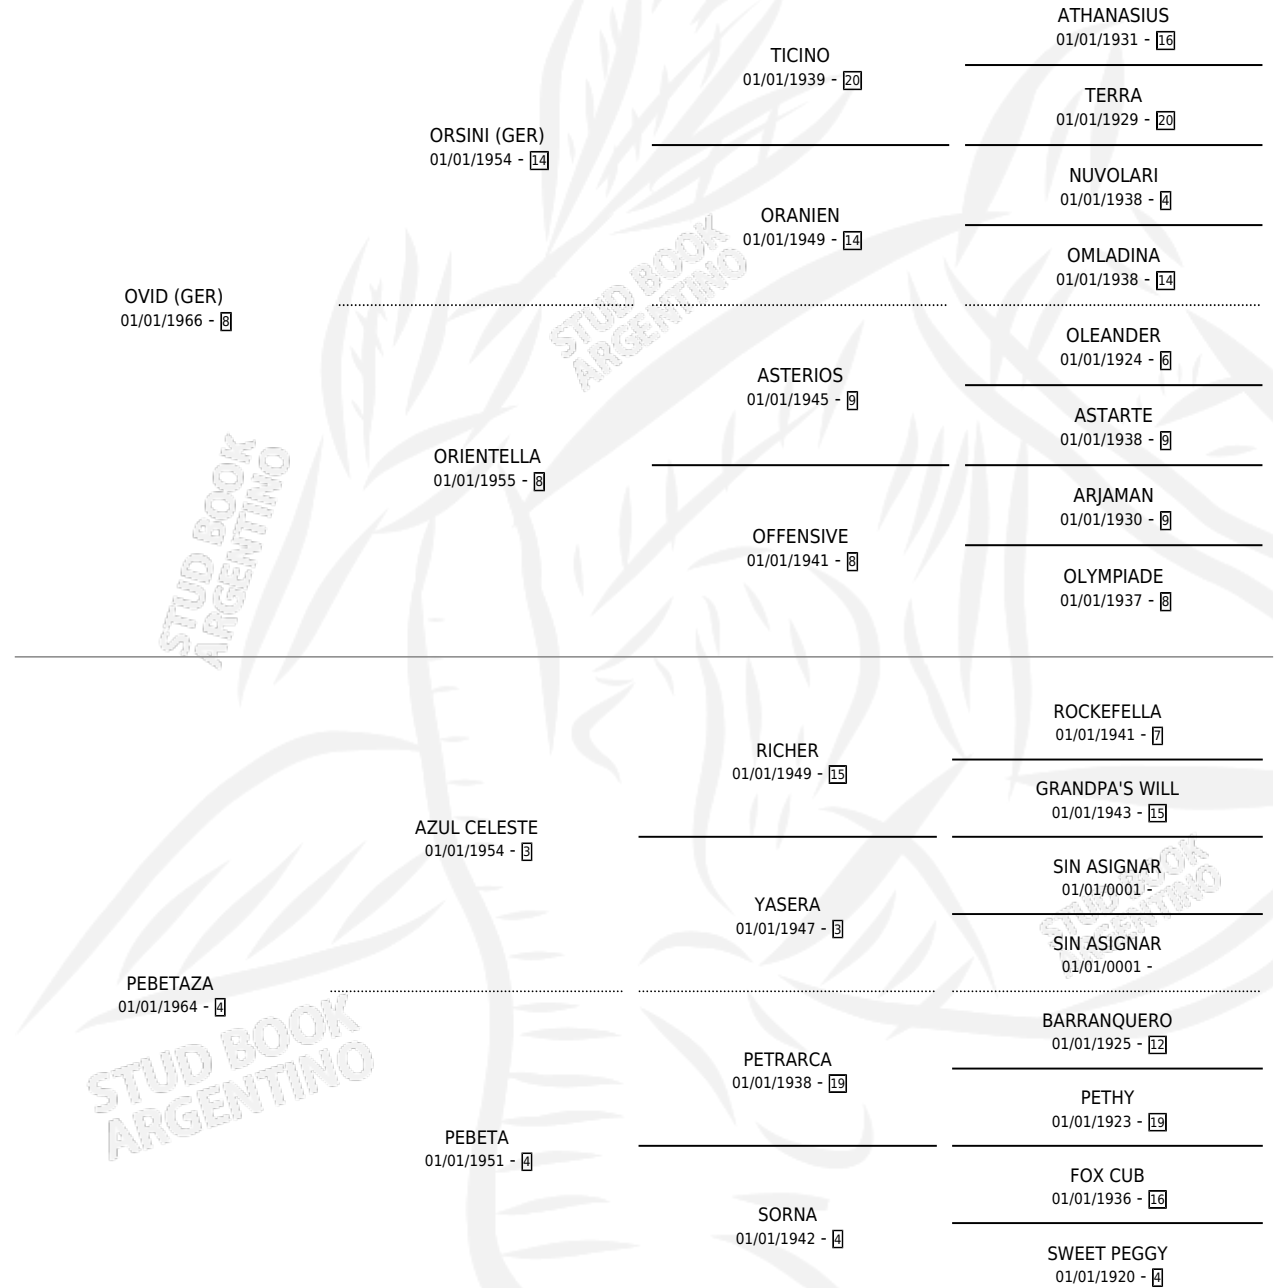 ATHANASIUS
01/01/1931 - 16
TICINO
01/01/1939 - 20
TERRA
01/01/1929 - 20
ORSINI (GER)
01/01/1954 - 14
NUVOLARI
01/01/1938 - 4
ORANIEN
01/01/1949 - 14
OMLADINA
01/01/1938 - 14
OVID (GER)
01/01/1966 - 8
OLEANDER
01/01/1924 - 6
ASTERIOS
01/01/1945 - 9
ASTARTE
01/01/1938 - 9
ORIENTELLA
01/01/1955 - 8
ARJAMAN
01/01/1930 - 9
OFFENSIVE
01/01/1941 - 8
OLYMPIADE
01/01/1937 - 8
STUD BOOK
ARGENTINO
STUD BOOK
ARGENTINO
ROCKEFELLA
01/01/1941 - 7
RICHER
01/01/1949 - 15
GRANDPA'S WILL
01/01/1943 - 15
AZUL CELESTE
01/01/1954 - 3
SIN ASIGNAR
01/01/0001 -
YASERA
01/01/1947 - 3
SIN ASIGNAR
01/01/0001 -
PEBETAZA
01/01/1964 - 4
BARRANQUERO
01/01/1925 - 12
PETRARCA
01/01/1938 - 19
PETHY
01/01/1923 - 19
PEBETA
01/01/1951 - 4
FOX CUB
01/01/1936 - 16
SORNA
01/01/1942 - 4
SWEET PEGGY
01/01/1920 - 4
STUD BOOK
ARGENTINO
STUD BOOK
ARGENTINO